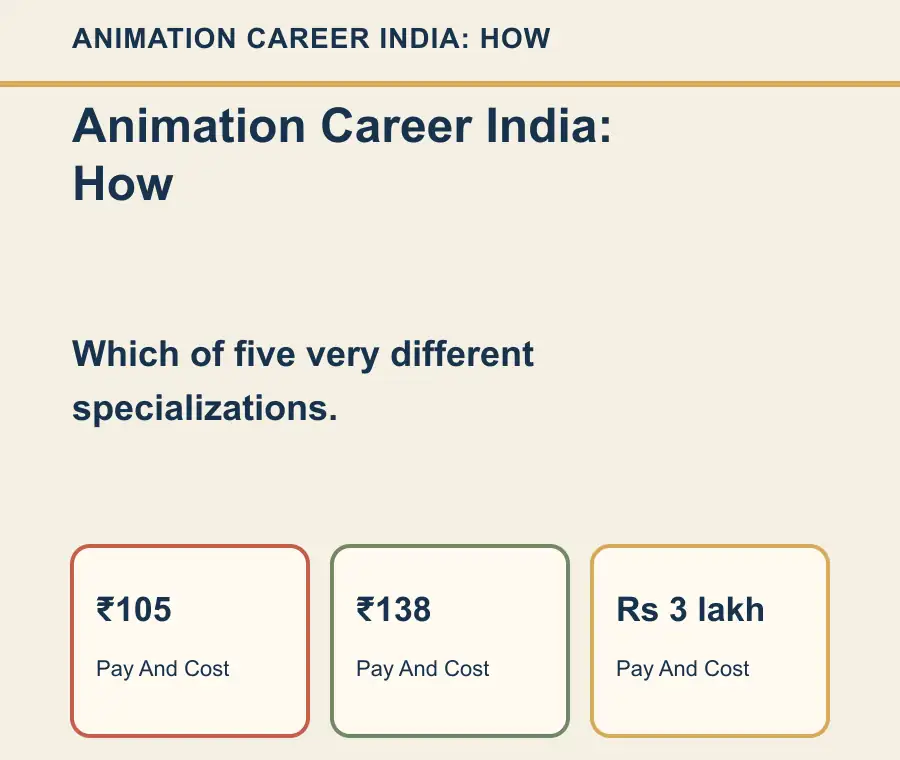 ANIMATION CAREER INDIA: HOW
Animation Career India:
How
Which of five very different
specializations.
₹105
Pay And Cost
₹138
Pay And Cost
Rs 3 lakh
Pay And Cost